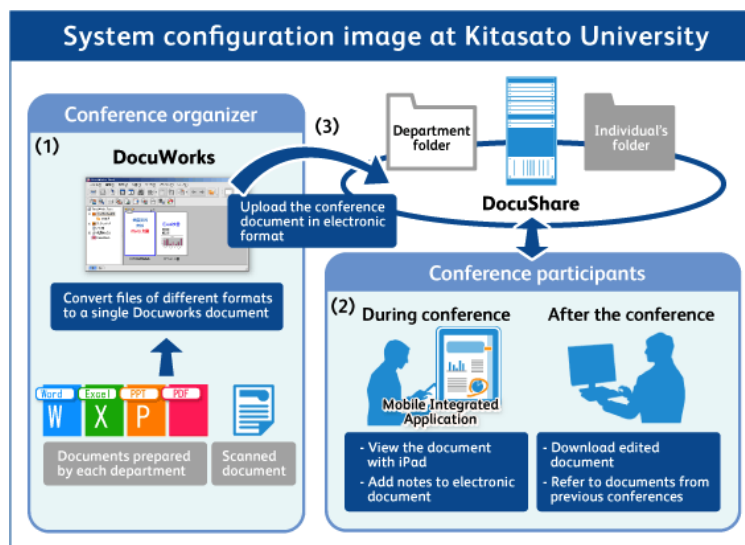 System configuration image at Kitasato University
Conference organizer
(1)
DocuWorks
Convert files of different formats
to a single Docuworks document
Word
Excel
PPT
PDF
W
X
P
Documents prepared
by each department
Scanned
document
(3)
Upload the conference
document in electronic
format
Department
folder
Individual's
folder
DocuShare
Conference participants
(2)
During conference
Mobile Integrated
Application
- View the document
with iPad
- Add notes to electronic
document
After the conference
- Download edited
document
- Refer to documents from
previous conferences